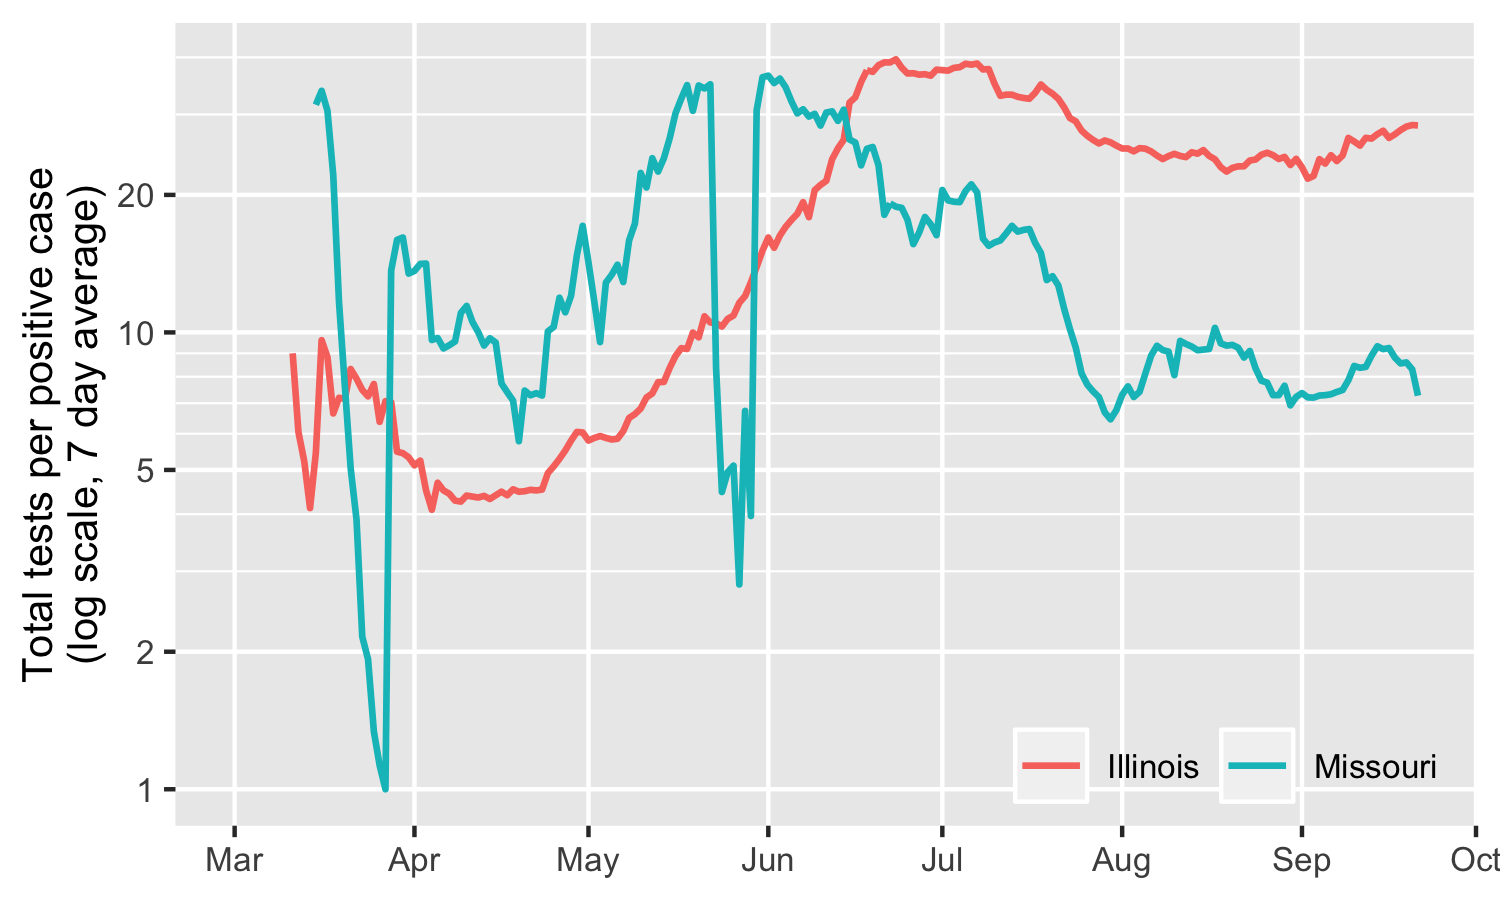 Total tests per positive case
(log scale, 7 day average)
20
10
5
2
1
Illinois Missouri
Mar Apr May Jun Jul Aug Sep Oct